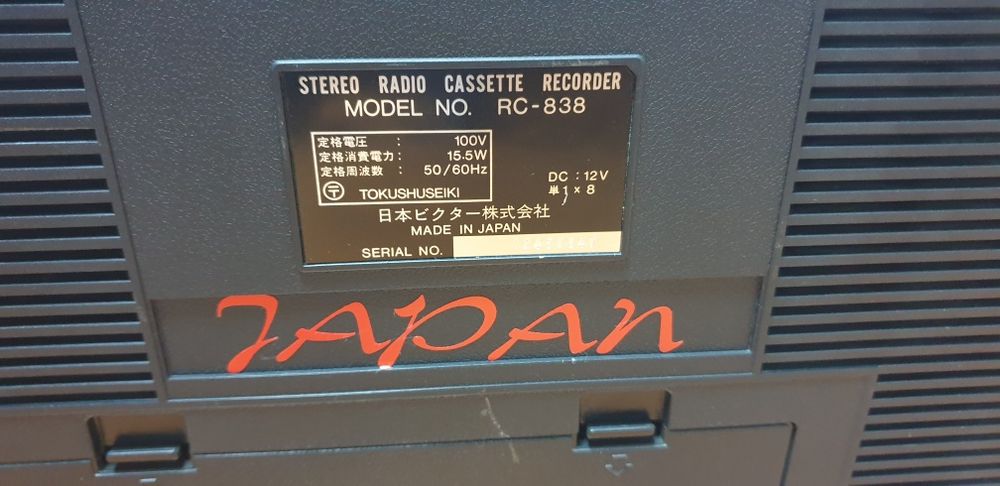 STEREO RADIO CASSETTE RECORDER
MODEL NO. RC-838
定格電圧 : 100V
定格消費電力 : 15.5W
定格周波数 : 50/60Hz
〒 TOKUSHUSEIKI
DC : 12V
単1 × 8
日本ビクター株式会社
MADE IN JAPAN
SERIAL NO.
JAPAN